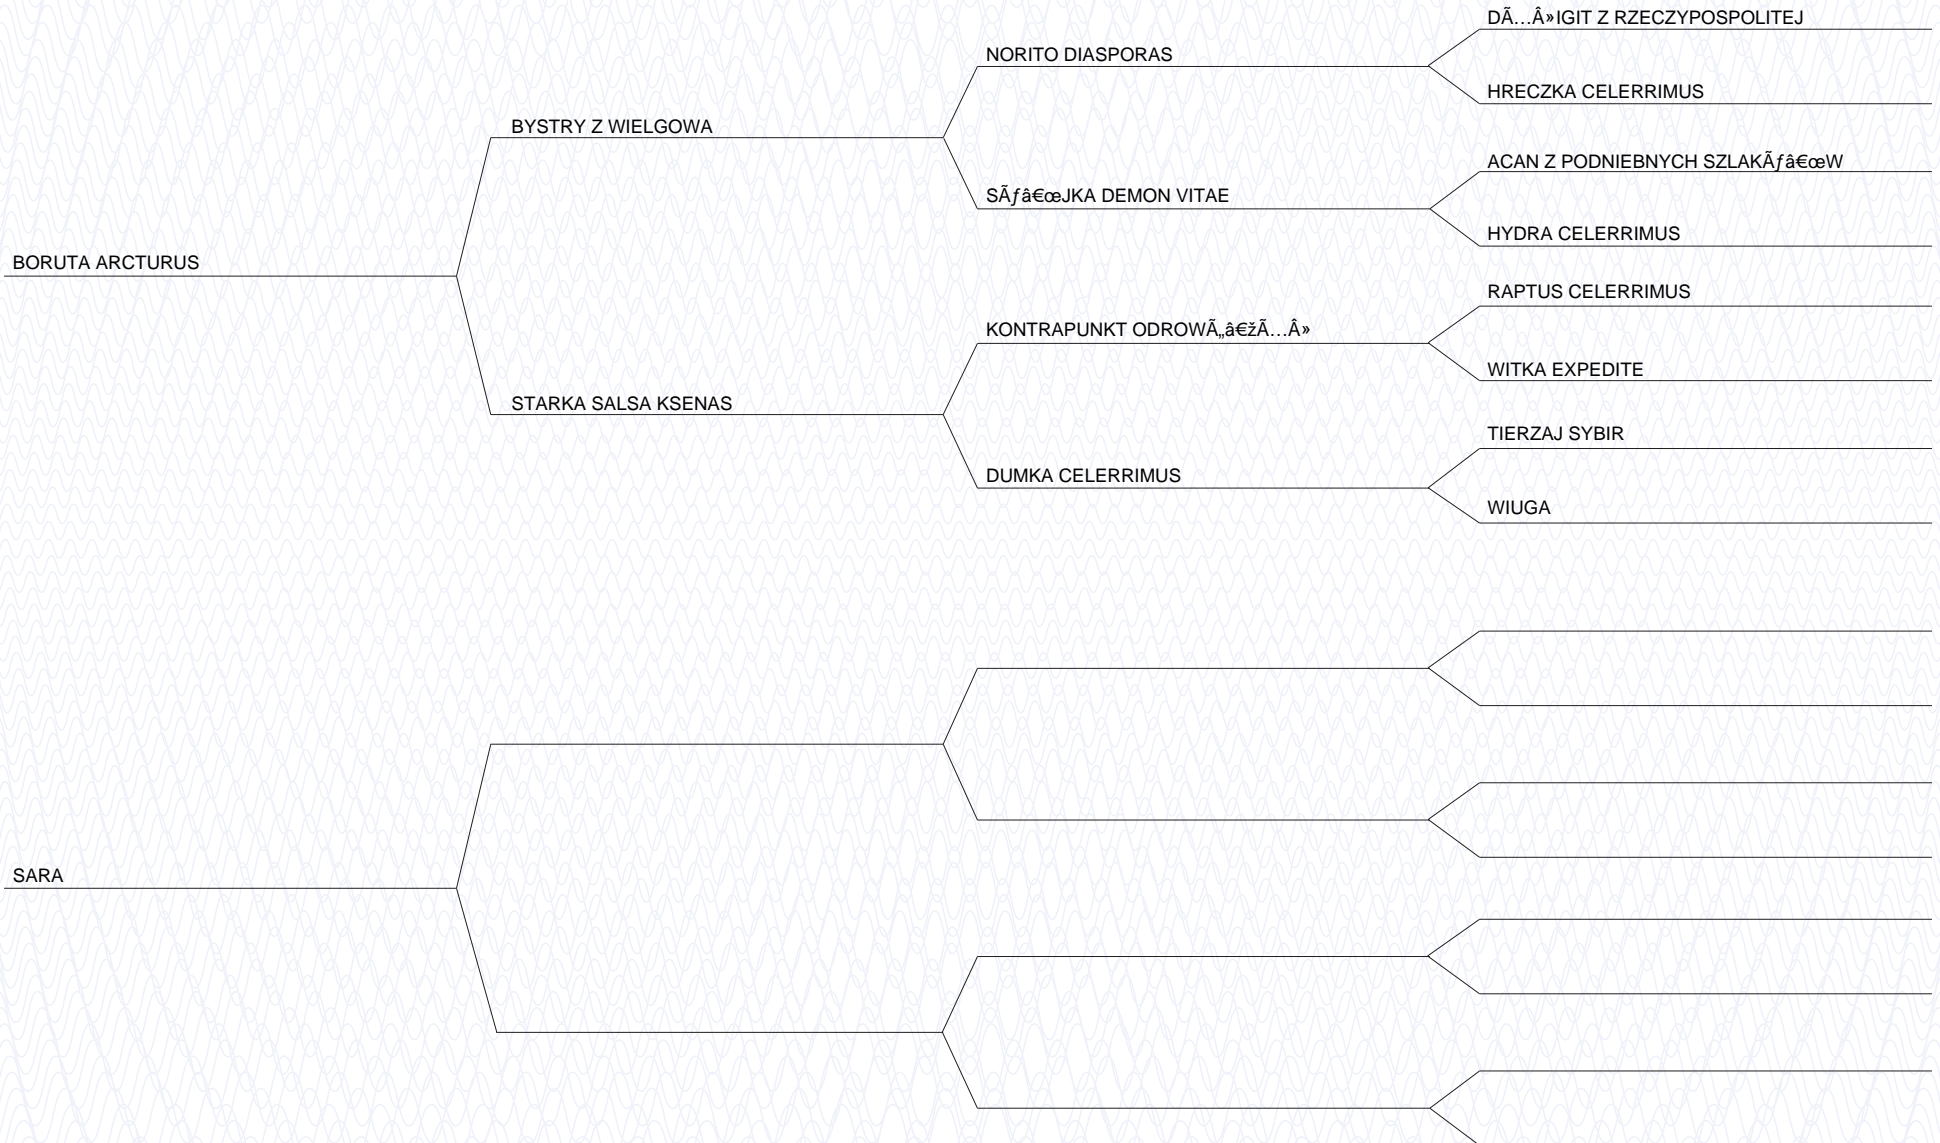 DÃ…Â»IGIT Z RZECZYPOSPOLITEJ
NORITO DIASPORAS
HRECZKA CELERRIMUS
BYSTRY Z WIELGOWA
ACAN Z PODNIEBNYCH SZLAKÃƒâ€œW
SÃƒâ€œJKA DEMON VITAE
HYDRA CELERRIMUS
BORUTA ARCTURUS
RAPTUS CELERRIMUS
KONTRAPUNKT ODROWÃ„â€žÃ…Â»
WITKA EXPEDITE
STARKA SALSA KSENAS
TIERZAJ SYBIR
DUMKA CELERRIMUS
WIUGA
SARA